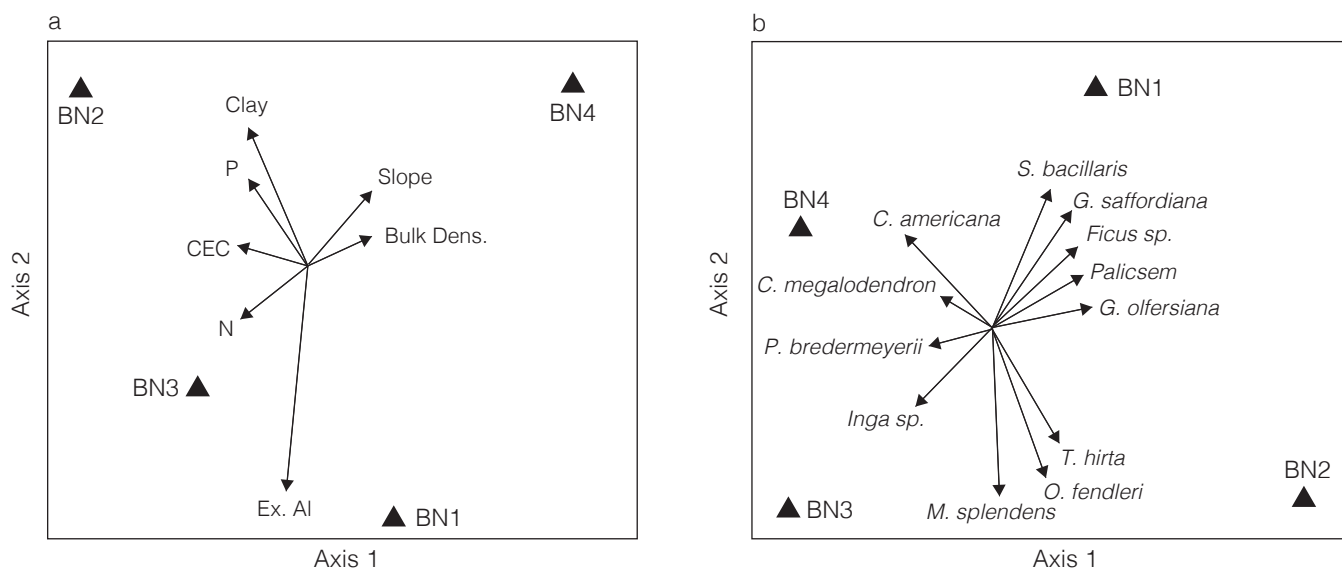 a
BN2
BN4
Clay
P
Slope
CEC
Bulk Dens.
N
BN3
Ex. Al
BN1
Axis 2
Axis 1
b
BN1
S. bacillaris
BN4
G. saffordiana
C. americana
Ficus sp.
Palicsem
C. megalodendron
G. olfersiana
P. bredermeyerii
Inga sp.
T. hirta
BN2
O. fendleri
BN3
M. splendens
Axis 2
Axis 1